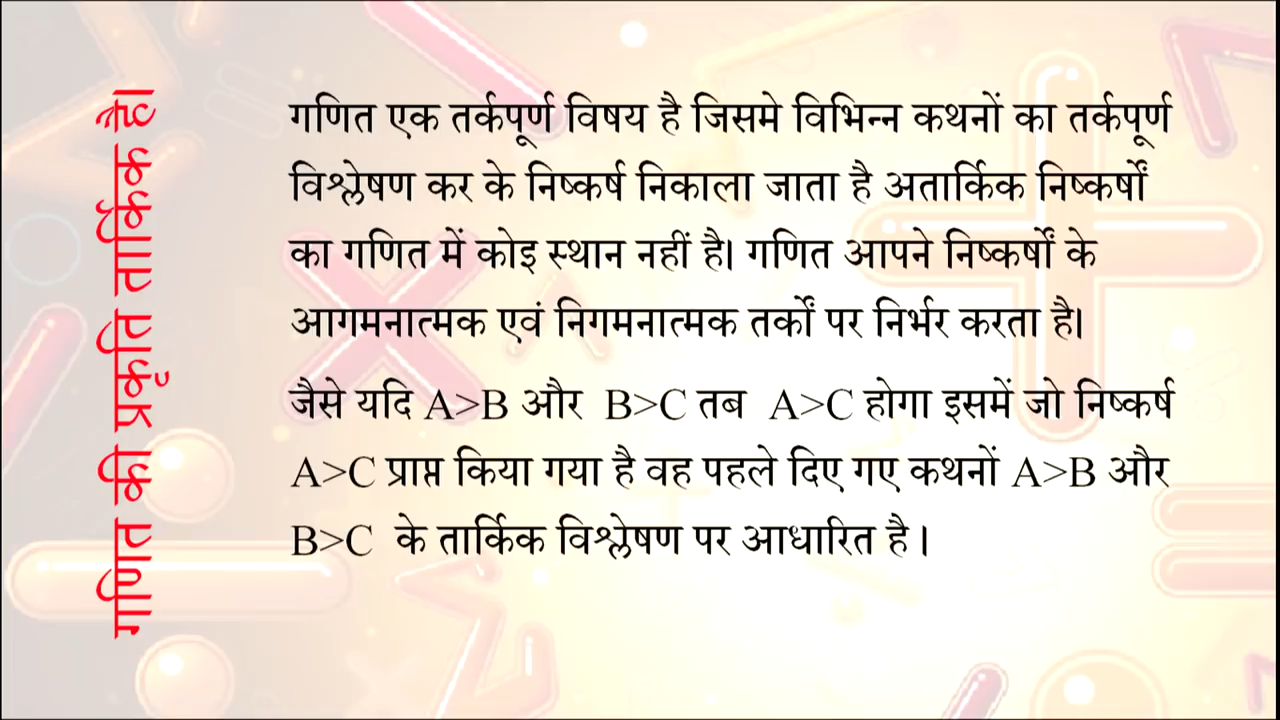 गणित की प्रकृति तार्किक है।
गणित एक तर्कपूर्ण विषय है जिसमे विभिन्न कथनों का तर्कपूर्ण
विश्लेषण कर के निष्कर्ष निकाला जाता है अतार्किक निष्कर्षों
का गणित में कोइ स्थान नहीं है। गणित आपने निष्कर्षों के
आगमनात्मक एवं निगमनात्मक तर्कों पर निर्भर करता है।
जैसे यदि A>B और B>C तब A>C होगा इसमें जो निष्कर्ष
A>C प्राप्त किया गया है वह पहले दिए गए कथनों A>B और
B>C के तार्किक विश्लेषण पर आधारित है ।